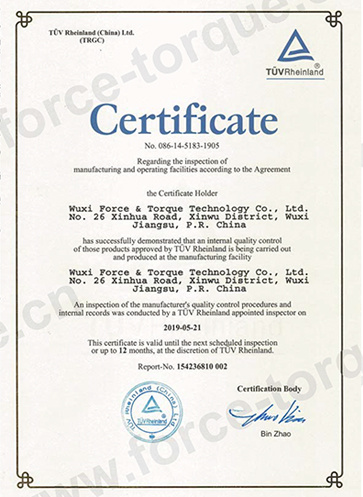 TÜV Rheinland (China) Ltd.
(TRGC)
TÜVRheinland®
Certificate
No. 086-14-5183-1905
Regarding the inspection of
manufacturing and operating facilities according to the Agreement
the Certificate Holder
Wuxi Force & Torque Technology Co., Ltd.
No. 26 Xinhua Road, Xinwu District, Wuxi
Jiangsu, P.R. China
has successfully demonstrated that an internal quality control
of those products approved by TÜV Rheinland is being carried out
and produced at the manufacturing facility
Wuxi Force & Torque Technology Co., Ltd.
No. 26 Xinhua Road, Xinwu District, Wuxi
Jiangsu, P.R. China
An inspection of the manufacturer's quality control procedures and
internal records was conducted by a TÜV Rheinland appointed inspector on
2019-05-21
This certificate is valid until the next scheduled inspection
or up to 12 months, at the discretion of TÜV Rheinland.
Report-No. 154236810 002
Certification Body
TÜV Rheinland (China) Ltd.
Bin Zhao
www.force-torque.cn